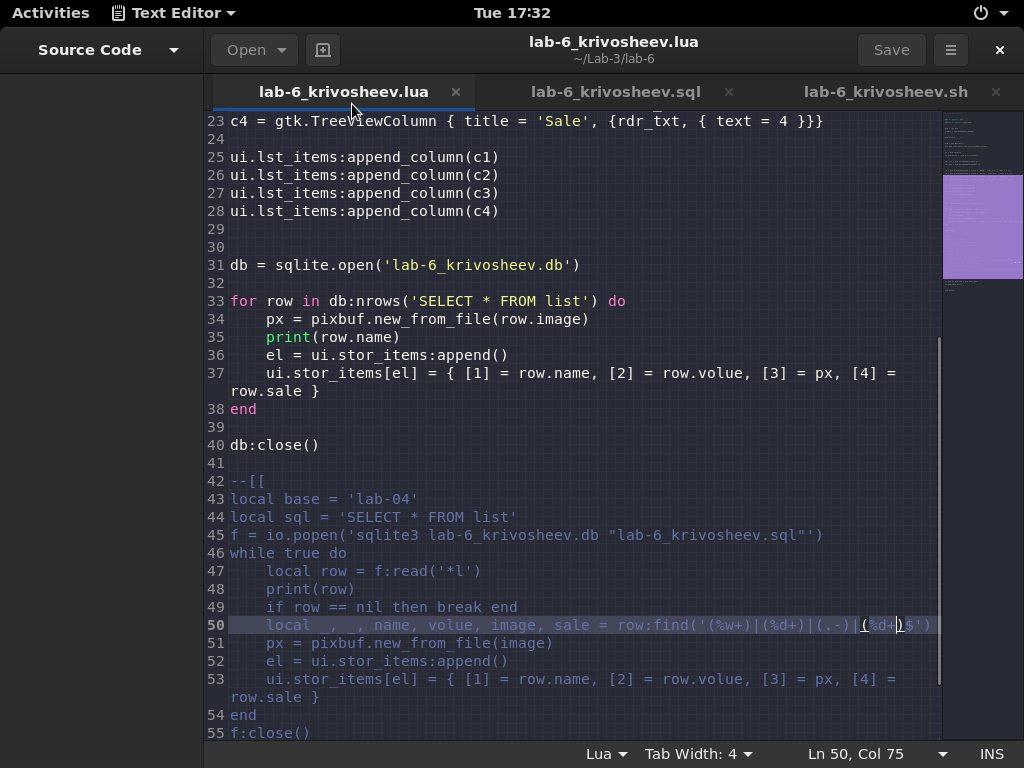 Activities Text Editor Tue 17:32
Source Code Open lab-6_krivosheev.lua Save
~/Lab-3/lab-6
lab-6_krivosheev.lua lab-6_krivosheev.sql lab-6_krivosheev.sh
23 c4 = gtk.TreeViewColumn { title = 'Sale', {rdr_txt, { text = 4 }}}
24
25 ui.lst_items:append_column(c1)
26 ui.lst_items:append_column(c2)
27 ui.lst_items:append_column(c3)
28 ui.lst_items:append_column(c4)
29
30
31 db = sqlite.open('lab-6_krivosheev.db')
32
33 for row in db:nrows('SELECT * FROM list') do
34     px = pixbuf.new_from_file(row.image)
35     print(row.name)
36     el = ui.stor_items:append()
37     ui.stor_items[el] = { [1] = row.name, [2] = row.volue, [3] = px, [4] =
row.sale }
38 end
39
40 db:close()
41
42 --[[
43 local base = 'lab-04'
44 local sql = 'SELECT * FROM list'
45 f = io.popen('sqlite3 lab-6_krivosheev.db "lab-6_krivosheev.sql"')
46 while true do
47     local row = f:read('*l')
48     print(row)
49     if row == nil then break end
50     local _, _, name, volue, image, sale = row:find('(%w+)|(%d+)|(.-)|(%d+)$')
51     px = pixbuf.new_from_file(image)
52     el = ui.stor_items:append()
53     ui.stor_items[el] = { [1] = row.name, [2] = row.volue, [3] = px, [4] =
row.sale }
54 end
55 f:close()
Lua Tab Width: 4 Ln 50, Col 75 INS